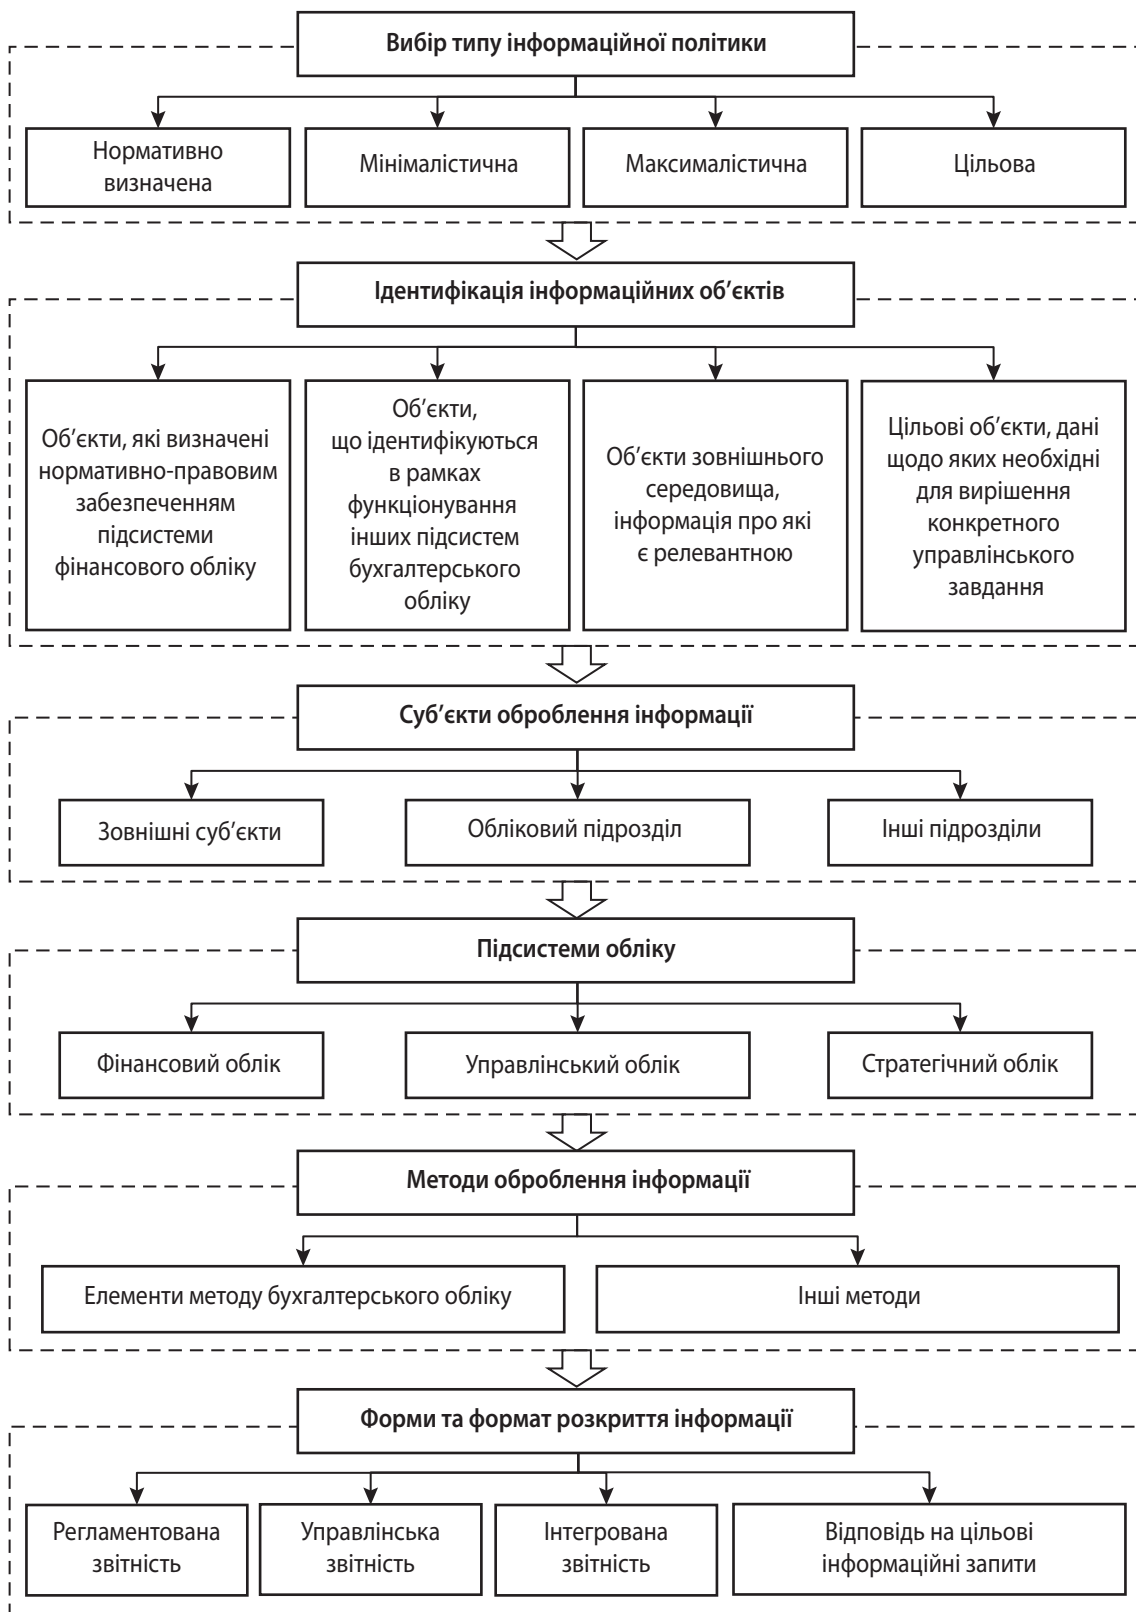 Вибір типу інформаційної політики
Нормативно
визначена
Мінімалістична
Максималістична
Цільова
Ідентифікація інформаційних об’єктів
Об’єкти, які визначені
нормативно-правовим
забезпеченням
підсистеми
фінансового обліку
Об’єкти,
що ідентифікуються
в рамках
функціонування
інших підсистем
бухгалтерського
обліку
Об’єкти зовнішнього
середовища,
інформація про які
є релевантною
Цільові об’єкти, дані
щодо яких необхідні
для вирішення
конкретного
управлінського
завдання
Суб’єкти оброблення інформації
Зовнішні суб’єкти
Обліковий підрозділ
Інші підрозділи
Підсистеми обліку
Фінансовий облік
Управлінський облік
Стратегічний облік
Методи оброблення інформації
Елементи методу бухгалтерського обліку
Інші методи
Форми та формат розкриття інформації
Регламентована
звітність
Управлінська
звітність
Інтегрована
звітність
Відповідь на цільові
інформаційні запити